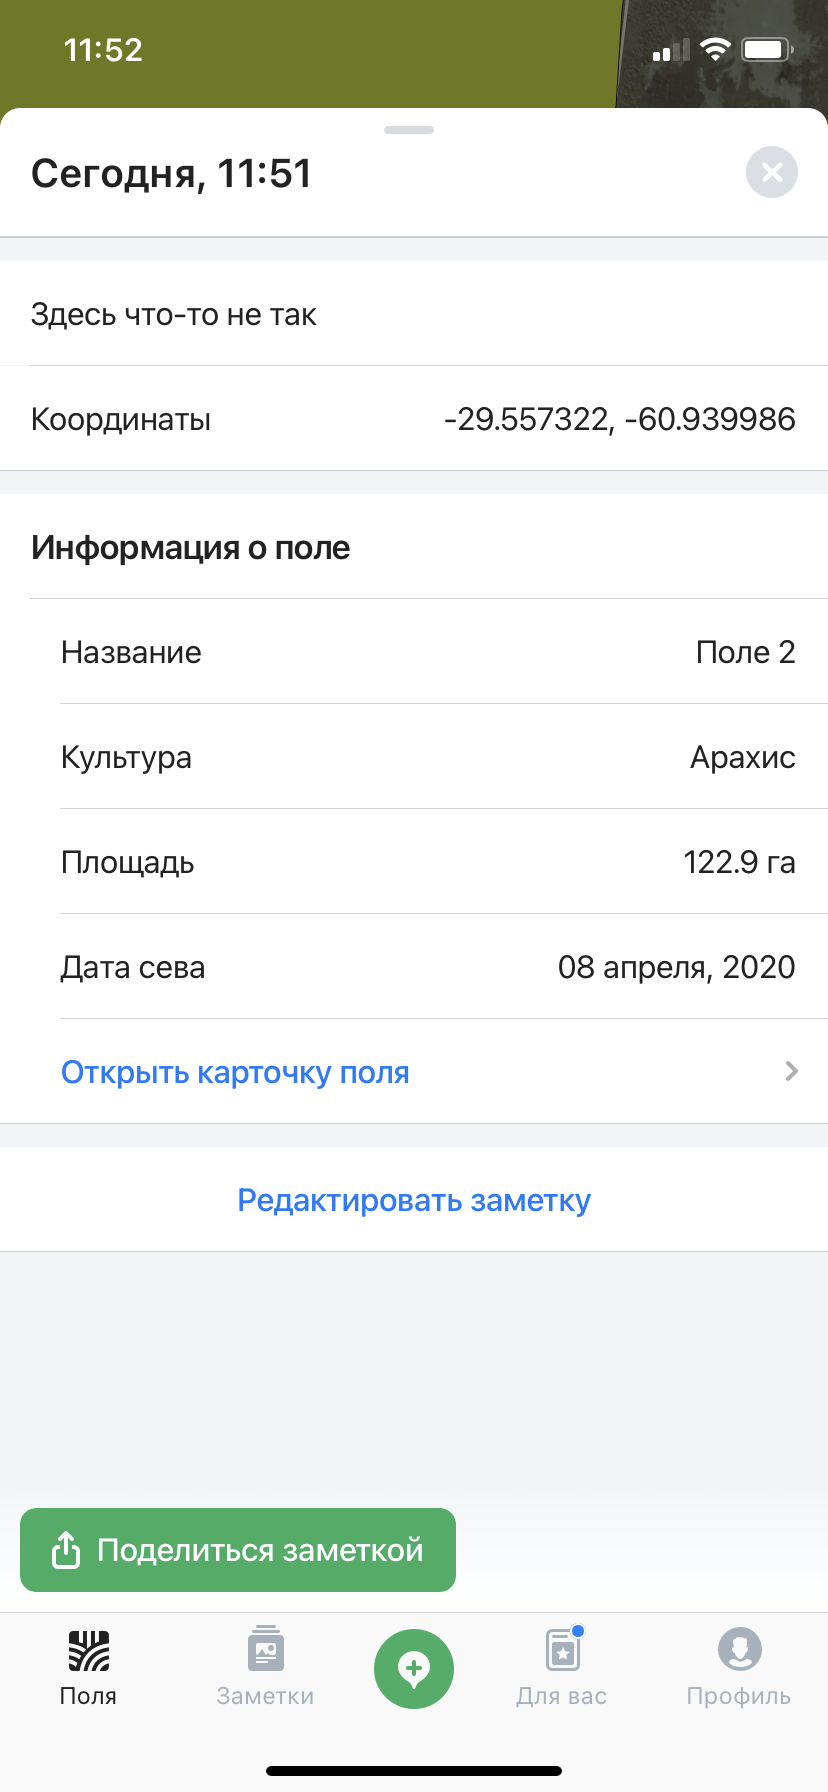 11:52
Сегодня, 11:51
Здесь что-то не так
Координаты -29.557322, -60.939986
Информация о поле
Название Поле 2
Культура Арахис
Площадь 122.9 га
Дата сева 08 апреля, 2020
Открыть карточку поля
Редактировать заметку
Поделиться заметкой
Поля Заметки Для вас Профиль